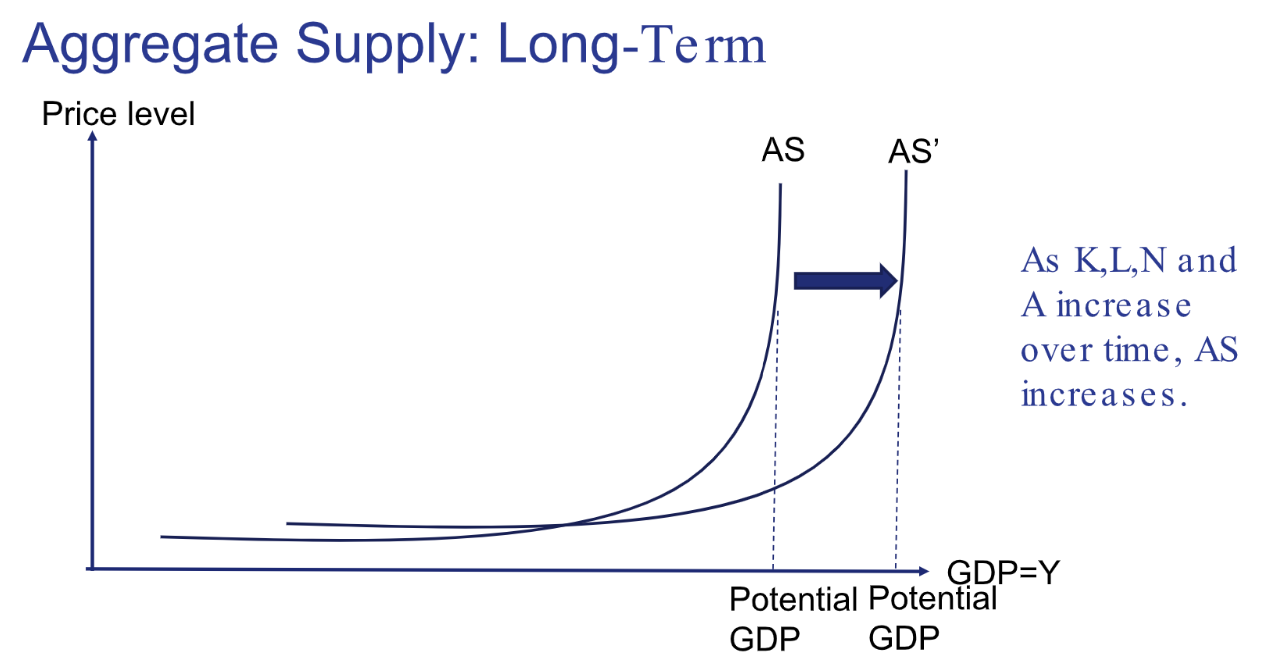 Aggregate Supply: Long-Term
Price level
AS
AS’
As K,L,N and
A increase
over time, AS
increases.
GDP=Y
Potential
GDP
Potential
GDP